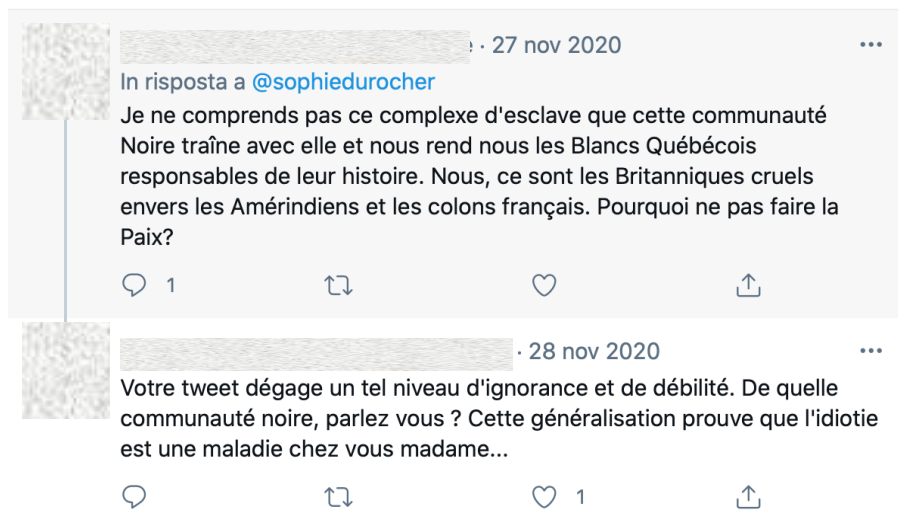 · 27 nov 2020
In risposta a @sophiedurocher
Je ne comprends pas ce complexe d'esclave que cette communauté
Noire traîne avec elle et nous rend nous les Blancs Québécois
responsables de leur histoire. Nous, ce sont les Britanniques cruels
envers les Amérindiens et les colons français. Pourquoi ne pas faire la
Paix?
1
· 28 nov 2020
Votre tweet dégage un tel niveau d'ignorance et de débilité. De quelle
communauté noire, parlez vous ? Cette généralisation prouve que l'idiotie
est une maladie chez vous madame...
1